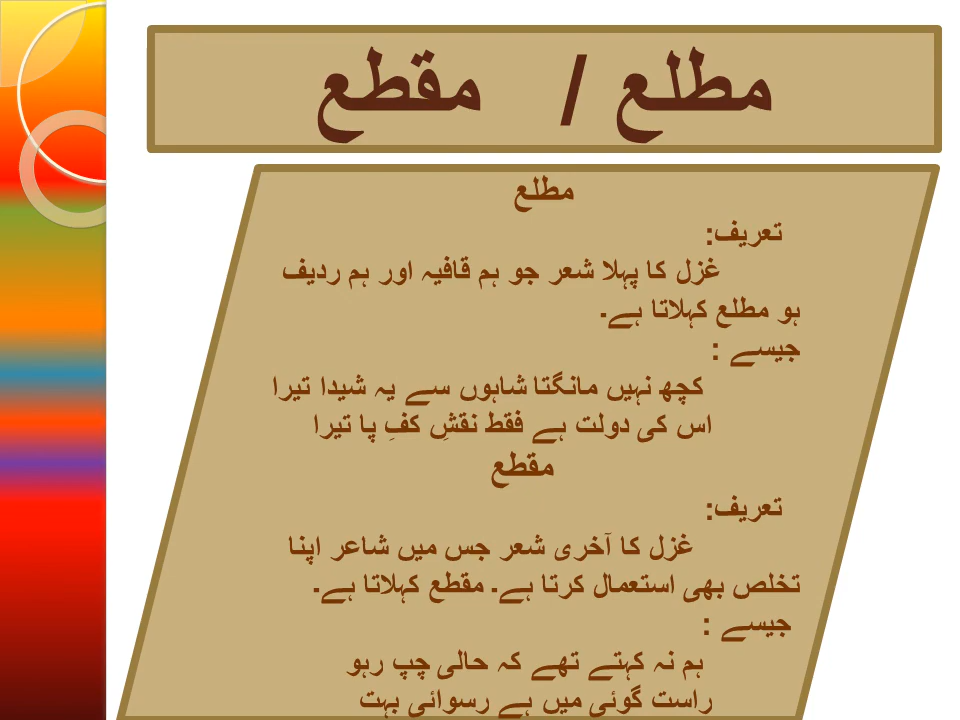 مطلع / مقطع
مطلع
تعریف:
غزل کا پہلا شعر جو ہم قافیہ اور ہم ردیف
ہو مطلع کہلاتا ہے۔
جیسے :
کچھ نہیں مانگتا شاہوں سے یہ شیدا تیرا
اس کی دولت ہے فقط نقشِ کفِ پا تیرا
مقطع
تعریف:
غزل کا آخری شعر جس میں شاعر اپنا
تخلص بھی استعمال کرتا ہے۔ مقطع کہلاتا ہے۔
جیسے :
ہم نہ کہتے تھے کہ حالی چپ رہو
راست گوئی میں ہے رسوائی بہت